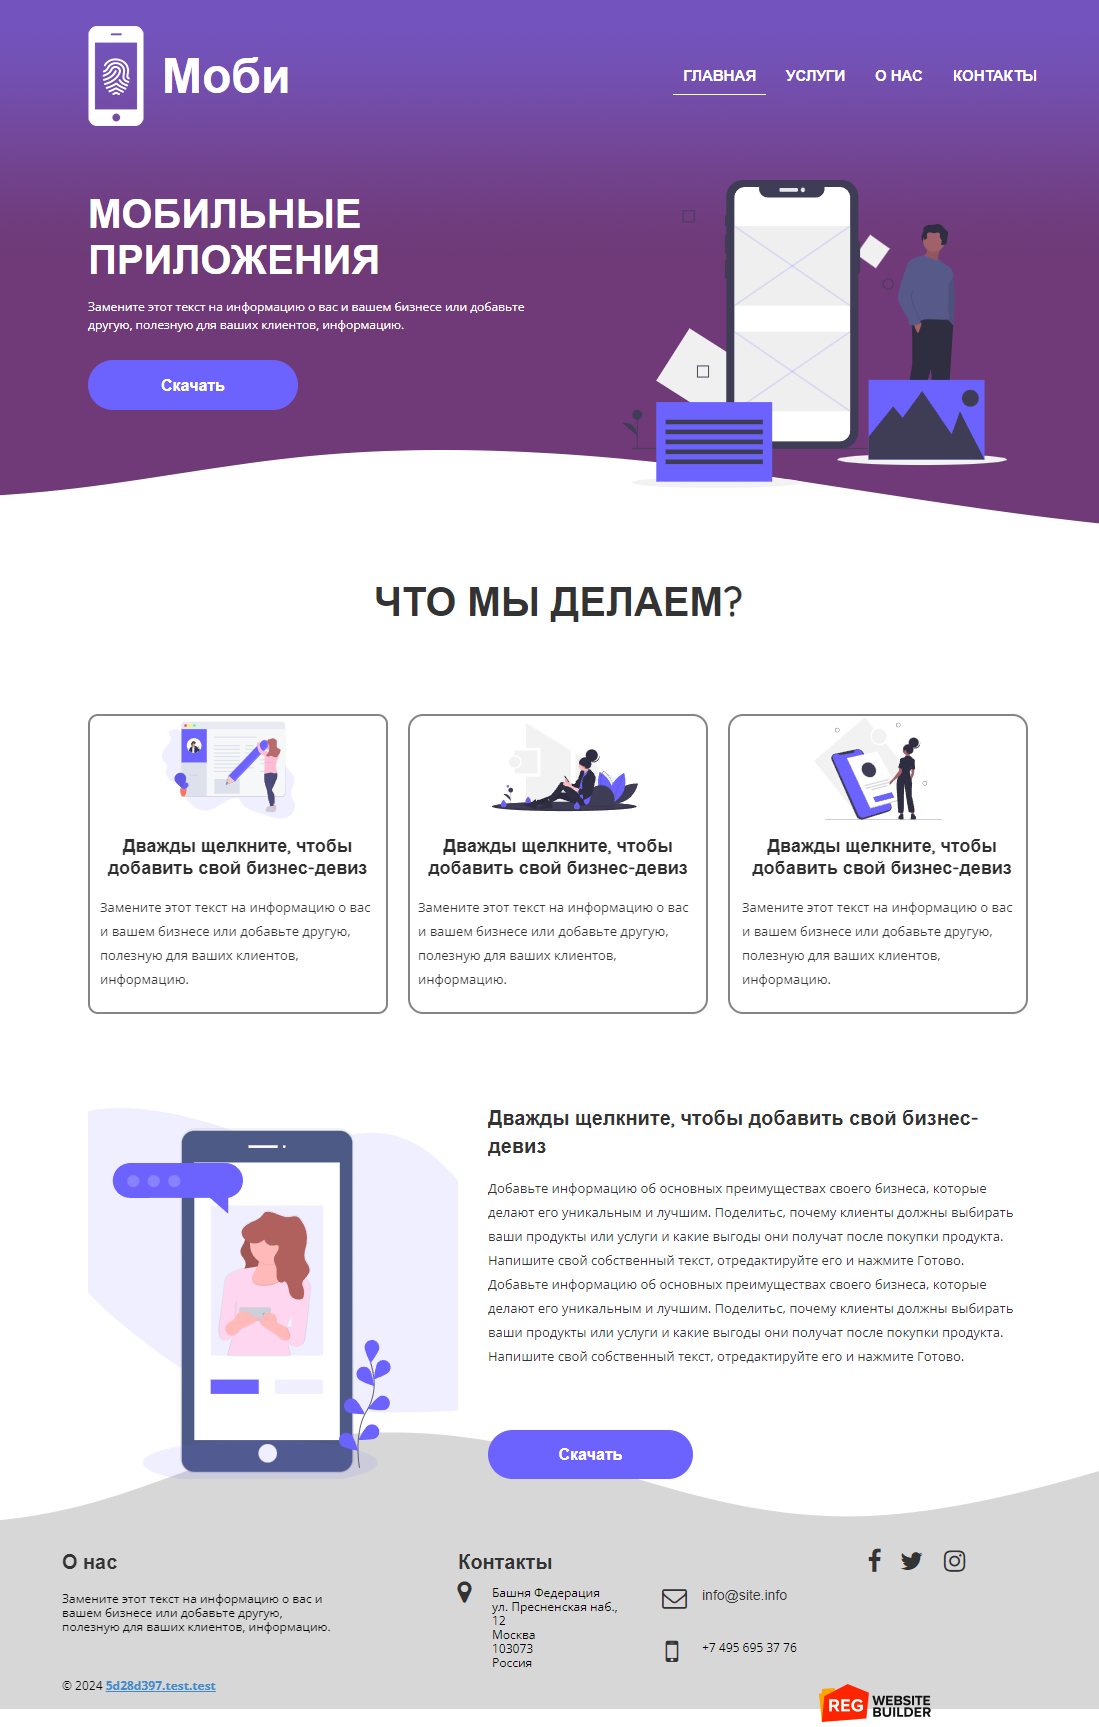 Моби
ГЛАВНАЯ УСЛУГИ О НАС КОНТАКТЫ
МОБИЛЬНЫЕ
ПРИЛОЖЕНИЯ
Замените этот текст на информацию о вас и вашем бизнесе или добавьте
другую, полезную для ваших клиентов, информацию.
Скачать
ЧТО МЫ ДЕЛАЕМ?
Дважды щелкните, чтобы
добавить свой бизнес-девиз
Замените этот текст на информацию о вас
и вашем бизнесе или добавьте другую,
полезную для ваших клиентов,
информацию.
Дважды щелкните, чтобы
добавить свой бизнес-девиз
Замените этот текст на информацию о вас
и вашем бизнесе или добавьте другую,
полезную для ваших клиентов,
информацию.
Дважды щелкните, чтобы
добавить свой бизнес-девиз
Замените этот текст на информацию о вас
и вашем бизнесе или добавьте другую,
полезную для ваших клиентов,
информацию.
Дважды щелкните, чтобы добавить свой бизнес-
девиз
Добавьте информацию об основных преимуществах своего бизнеса, которые
делают его уникальным и лучшим. Поделитьс, почему клиенты должны выбирать
ваши продукты или услуги и какие выгоды они получат после покупки продукта.
Напишите свой собственный текст, отредактируйте его и нажмите Готово.
Добавьте информацию об основных преимуществах своего бизнеса, которые
делают его уникальным и лучшим. Поделитьс, почему клиенты должны выбирать
ваши продукты или услуги и какие выгоды они получат после покупки продукта.
Напишите свой собственный текст, отредактируйте его и нажмите Готово.
Скачать
О нас
Замените этот текст на информацию о вас и
вашем бизнесе или добавьте другую,
полезную для ваших клиентов, информацию.
Контакты
Башня Федерация
ул. Пресненская наб.,
12
Москва
103073
Россия
info@site.info
+7 495 695 37 76
© 2024 5d28d397.test.test
REG WEBSITE
BUILDER